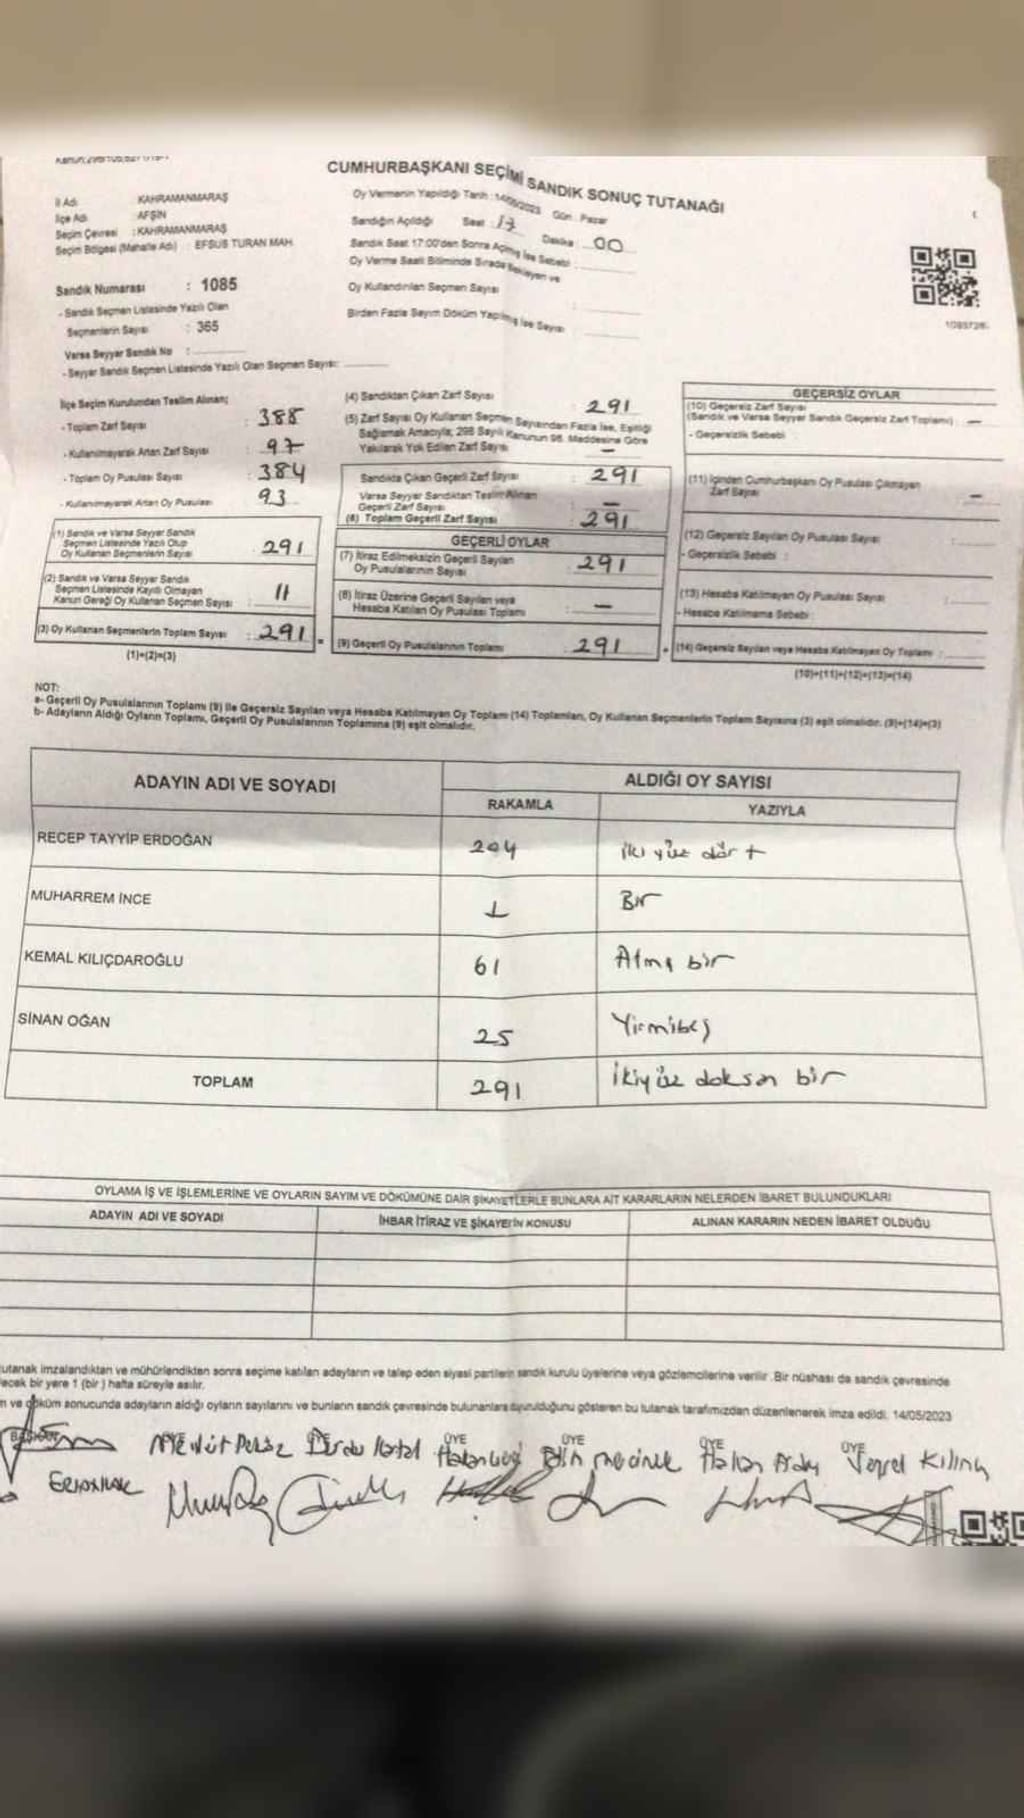 CUMHURBAŞKANI SEÇİMİ SANDIK SONUÇ TUTANAĞI
İl Adı : KAHRAMANMARAŞ
İlçe Adı : AFŞİN
Seçim Çevresi : KAHRAMANMARAŞ
Seçim Bölgesi (Mahalle Adı) : EFSUS TURAN MAH.
Oy Vermenin Yapıldığı Tarih : 14/05/2023 Gün : Pazar
Sandığın Açıldığı Saat : 17 Dakika : 00
Sandık Saat 17:00'den Sonra Açılmış İse Sebebi :
Oy Verme Saati Bitiminde Sırada Bekleyen ve
Oy Kullandırılan Seçmen Sayısı :
Birden Fazla Sayım Döküm Yapılmış İse Sayısı :
Sandık Numarası : 1085
- Sandık Seçmen Listesinde Yazılı Olan
Seçmenlerin Sayısı : 365
Varsa Seyyar Sandık No :
- Seyyar Sandık Seçmen Listesinde Yazılı Olan Seçmen Sayısı:
İlçe Seçim Kurulundan Teslim Alınan;
- Toplam Zarf Sayısı : 388
- Kullanılmayarak Artan Zarf Sayısı : 97
- Toplam Oy Pusulası Sayısı : 384
- Kullanılmayarak Artan Oy Pusulası : 93
(1) Sandık ve Varsa Seyyar Sandık
Seçmen Listesinde Yazılı Olup
Oy Kullanan Seçmenlerin Sayısı : 291
(2) Sandık ve Varsa Seyyar Sandık
Seçmen Listesinde Kayıtlı Olmayan
Kanun Gereği Oy Kullanan Seçmen Sayısı : 11
(3) Oy Kullanan Seçmenlerin Toplam Sayısı : 291 =
(1)+(2)=(3)
(4) Sandıktan Çıkan Zarf Sayısı : 291
(5) Zarf Sayısı Oy Kullanan Seçmen Sayısından Fazla İse, Eşitliği
Sağlamak Amacıyla; 298 Sayılı Kanunun 98. Maddesine Göre
Yakılarak Yok Edilen Zarf Sayısı : –
Sandıkta Çıkan Geçerli Zarf Sayısı : 291
Varsa Seyyar Sandıktan Teslim Alınan
Geçerli Zarf Sayısı : –
(6) Toplam Geçerli Zarf Sayısı : 291
GEÇERLİ OYLAR
(7) İtiraz Edilmeksizin Geçerli Sayılan
Oy Pusulalarının Sayısı : 291
(8) İtiraz Üzerine Geçerli Sayılan veya
Hesaba Katılan Oy Pusulası Toplamı : –
(9) Geçerli Oy Pusulalarının Toplamı : 291 +
GEÇERSİZ OYLAR
(10) Geçersiz Zarf Sayısı
(Sandık ve Varsa Seyyar Sandık Geçersiz Zarf Toplamı) : –
- Geçersizlik Sebebi :
(11) İçinden Cumhurbaşkanı Oy Pusulası Çıkmayan
Zarf Sayısı : –
(12) Geçersiz Sayılan Oy Pusulası Sayısı :
- Geçersizlik Sebebi :
(13) Hesaba Katılmayan Oy Pusulası Sayısı :
- Hesaba Katılmama Sebebi :
(14) Geçersiz Sayılan veya Hesaba Katılmayan Oy Toplamı :
(10)+(11)+(12)+(13)=(14)
NOT:
a- Geçerli Oy Pusulalarının Toplamı (9) ile Geçersiz Sayılan veya Hesaba Katılmayan Oy Toplam (14) Toplamları, Oy Kullanan Seçmenlerin Toplam Sayısına (3) eşit olmalıdır. (9)+(14)=(3)
b- Adayların Aldığı Oyların Toplamı, Geçerli Oy Pusulalarının Toplamına (9) eşit olmalıdır.
ADAYIN ADI VE SOYADI ALDIĞI OY SAYISI
RAKAMLA YAZIYLA
RECEP TAYYİP ERDOĞAN 204 iki yüz dört
MUHARREM İNCE 1 Bir
KEMAL KILIÇDAROĞLU 61 Atmış bir
SİNAN OĞAN 25 Yirmibeş
TOPLAM 291 İkiyüz doksan bir
OYLAMA İŞ VE İŞLEMLERİNE VE OYLARIN SAYIM VE DÖKÜMÜNE DAİR ŞİKAYETLERLE BUNLARA AİT KARARLARIN NELERDEN İBARET BULUNDUKLARI
ADAYIN ADI VE SOYADI İHBAR İTİRAZ VE ŞİKAYETİN KONUSU ALINAN KARARIN NEDEN İBARET OLDUĞU
utanak imzalandıktan ve mühürlendikten sonra seçime katılan adayların ve talep eden siyasi partilerin sandık kurulu üyelerine veya gözlemcilerine verilir. Bir nüshası da sandık çevresinde
ecek bir yere 1 (bir) hafta süreyle asılır.
ve döküm sonucunda adayların aldığı oyların sayılarını ve bunların sandık çevresinde bulunanlara duyurulduğunu gösteren bu tutanak tarafımızdan düzenlenerek imza edildi. 14/05/2023
BAŞKAN ÜYE ÜYE ÜYE ÜYE
Veysel Kılınç